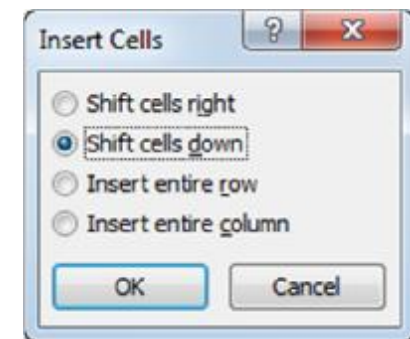 Insert Cells
Shift cells right
Shift cells down
Insert entire row
Insert entire column
OK
Cancel